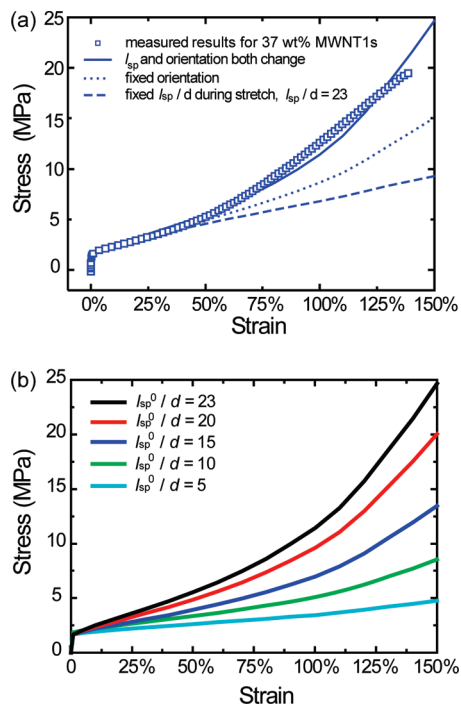 (a)
25
20
15
10
5
0
Stress (MPa)
measured results for 37 wt% MWNT1s
lsp and orientation both change
fixed orientation
fixed lsp / d during stretch, lsp / d = 23
0% 25% 50% 75% 100% 125% 150%
Strain
(b)
25
20
15
10
5
0
Stress (MPa)
lsp⁰ / d = 23
lsp⁰ / d = 20
lsp⁰ / d = 15
lsp⁰ / d = 10
lsp⁰ / d = 5
0 25% 50% 75% 100% 125% 150%
Strain